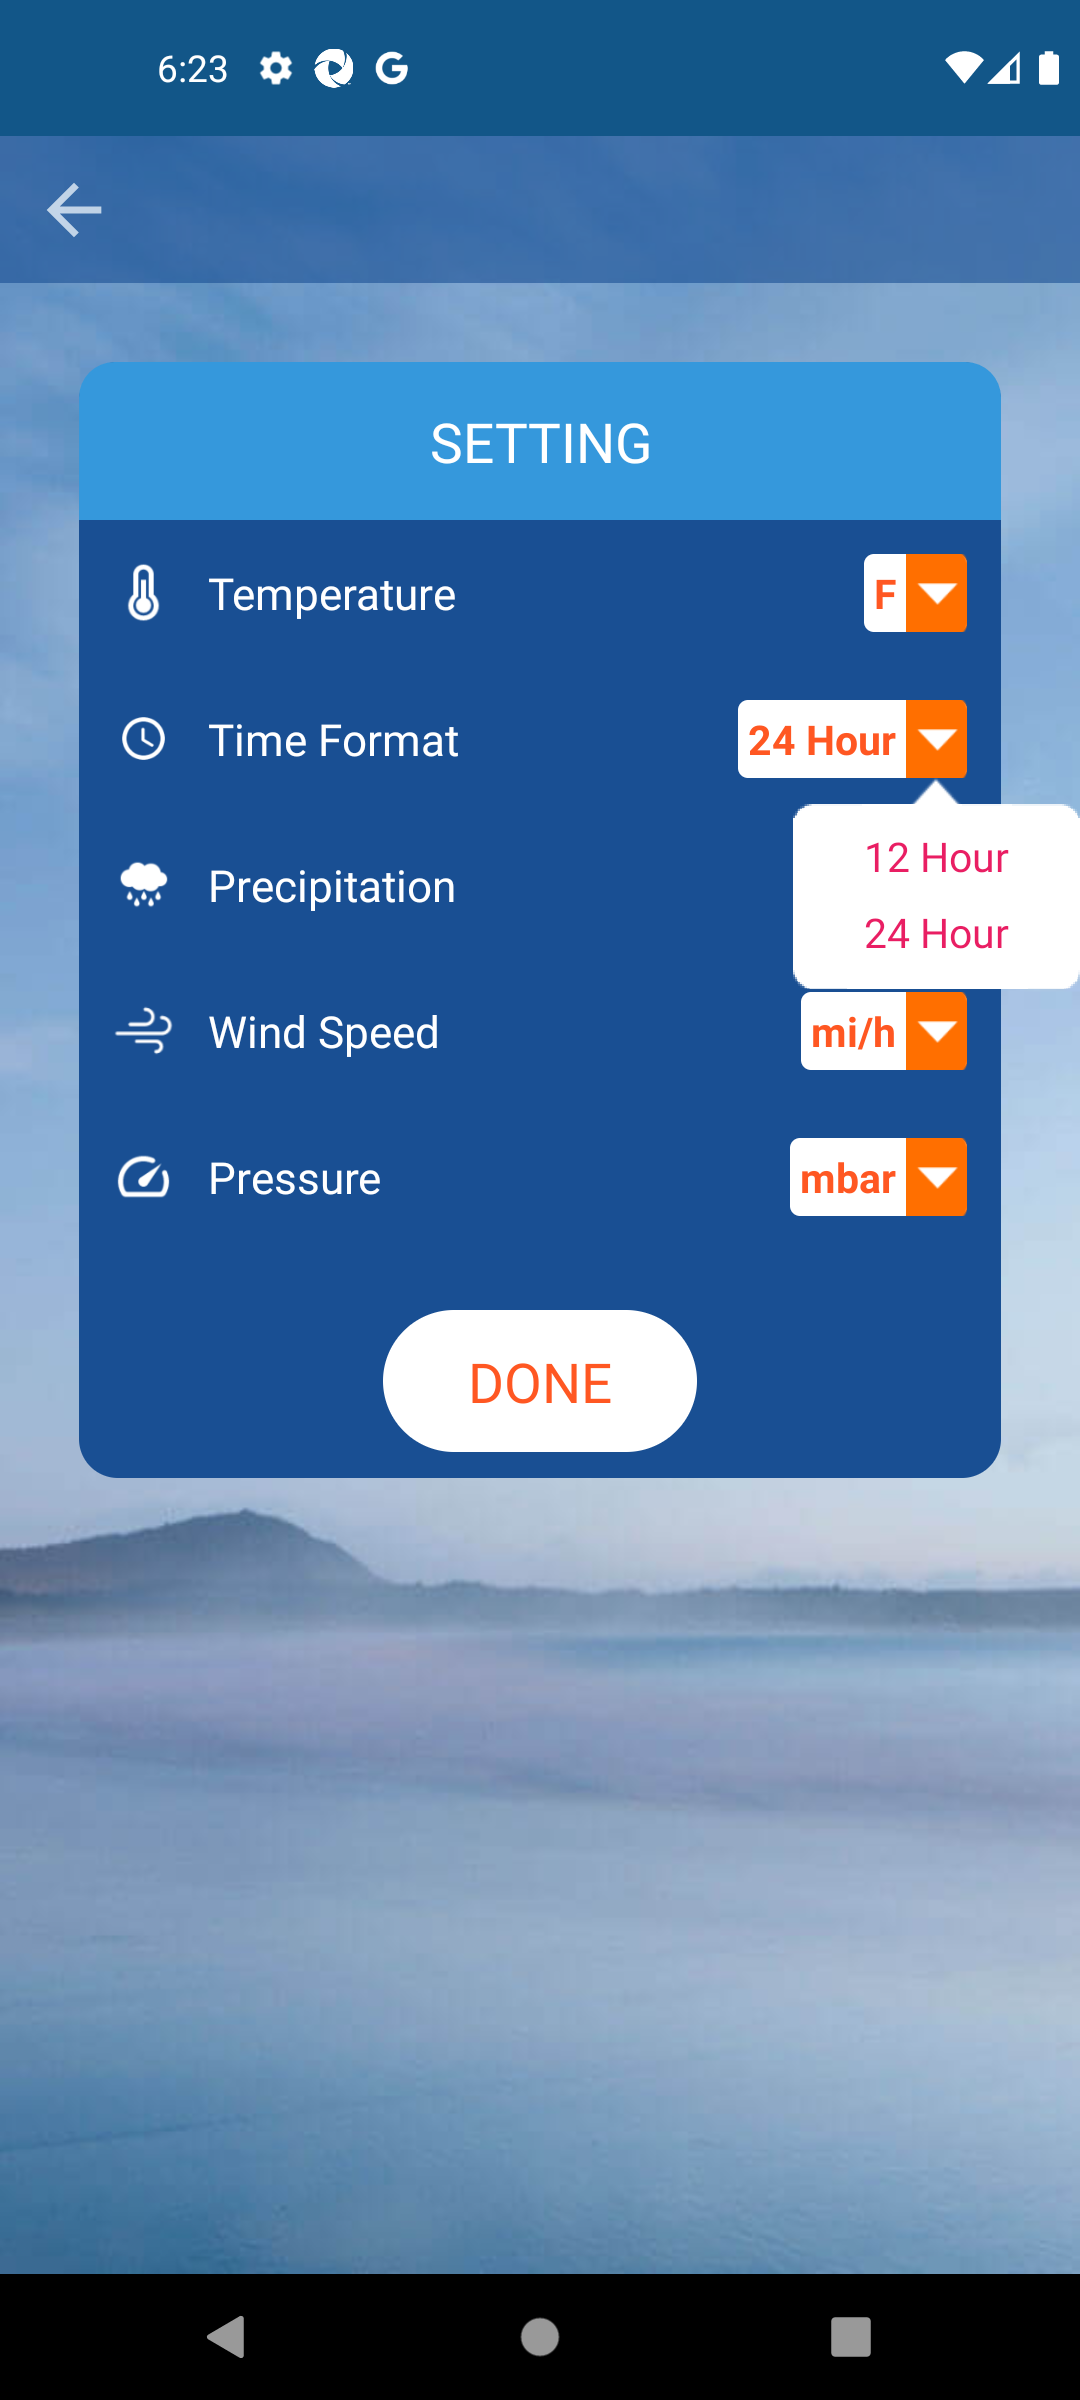 6:23
SETTING
Temperature
F
Time Format
24 Hour
12 Hour
24 Hour
Precipitation
Wind Speed
mi/h
Pressure
mbar
DONE